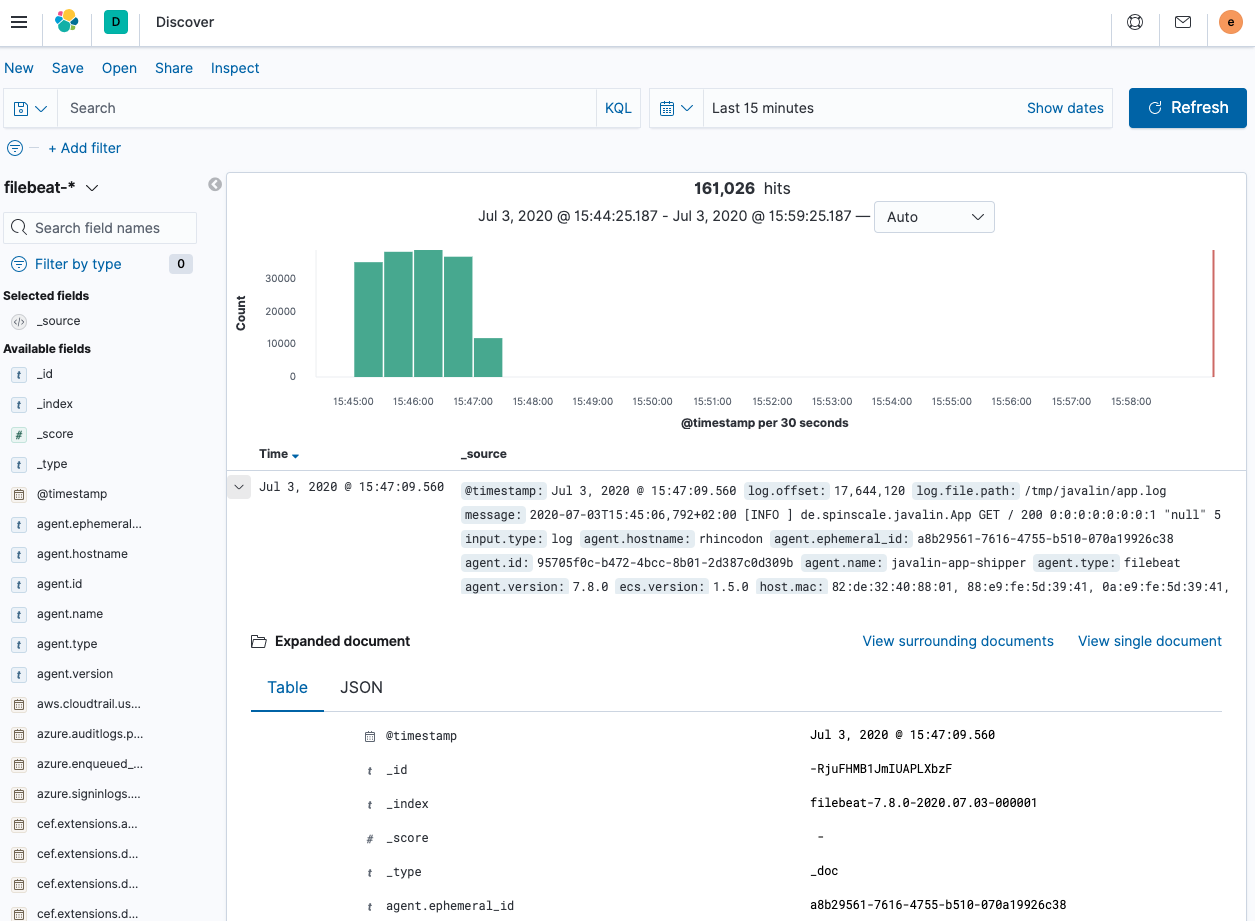 D Discover e
New Save Open Share Inspect
Search KQL Last 15 minutes Show dates Refresh
+ Add filter
filebeat-*
161,026 hits
Jul 3, 2020 @ 15:44:25.187 - Jul 3, 2020 @ 15:59:25.187 — Auto
Search field names
Filter by type 0
Selected fields
</> _source
Available fields
t _id
t _index
# _score
t _type
@timestamp
t agent.ephemeral...
t agent.hostname
t agent.id
t agent.name
t agent.type
t agent.version
aws.cloudtrail.us...
azure.auditlogs.p...
azure.enqueued_...
azure.signinlogs....
cef.extensions.a...
cef.extensions.d...
cef.extensions.d...
cef.extensions.d...
Count
30000
20000
10000
0
15:45:00 15:46:00 15:47:00 15:48:00 15:49:00 15:50:00 15:51:00 15:52:00 15:53:00 15:54:00 15:55:00 15:56:00 15:57:00 15:58:00
@timestamp per 30 seconds
Time _source
Jul 3, 2020 @ 15:47:09.560 @timestamp: Jul 3, 2020 @ 15:47:09.560 log.offset: 17,644,120 log.file.path: /tmp/javalin/app.log
message: 2020-07-03T15:45:06,792+02:00 [INFO ] de.spinscale.javalin.App GET / 200 0:0:0:0:0:0:0:1 "null" 5
input.type: log agent.hostname: rhincodon agent.ephemeral_id: a8b29561-7616-4755-b510-070a19926c38
agent.id: 95705f0c-b472-4bcc-8b01-2d387c0d309b agent.name: javalin-app-shipper agent.type: filebeat
agent.version: 7.8.0 ecs.version: 1.5.0 host.mac: 82:de:32:40:88:01, 88:e9:fe:5d:39:41, 0a:e9:fe:5d:39:41,
Expanded document View surrounding documents View single document
Table JSON
@timestamp Jul 3, 2020 @ 15:47:09.560
t _id -RjuFHMB1JmIUAPLXbzF
t _index filebeat-7.8.0-2020.07.03-000001
# _score -
t _type _doc
t agent.ephemeral_id a8b29561-7616-4755-b510-070a19926c38